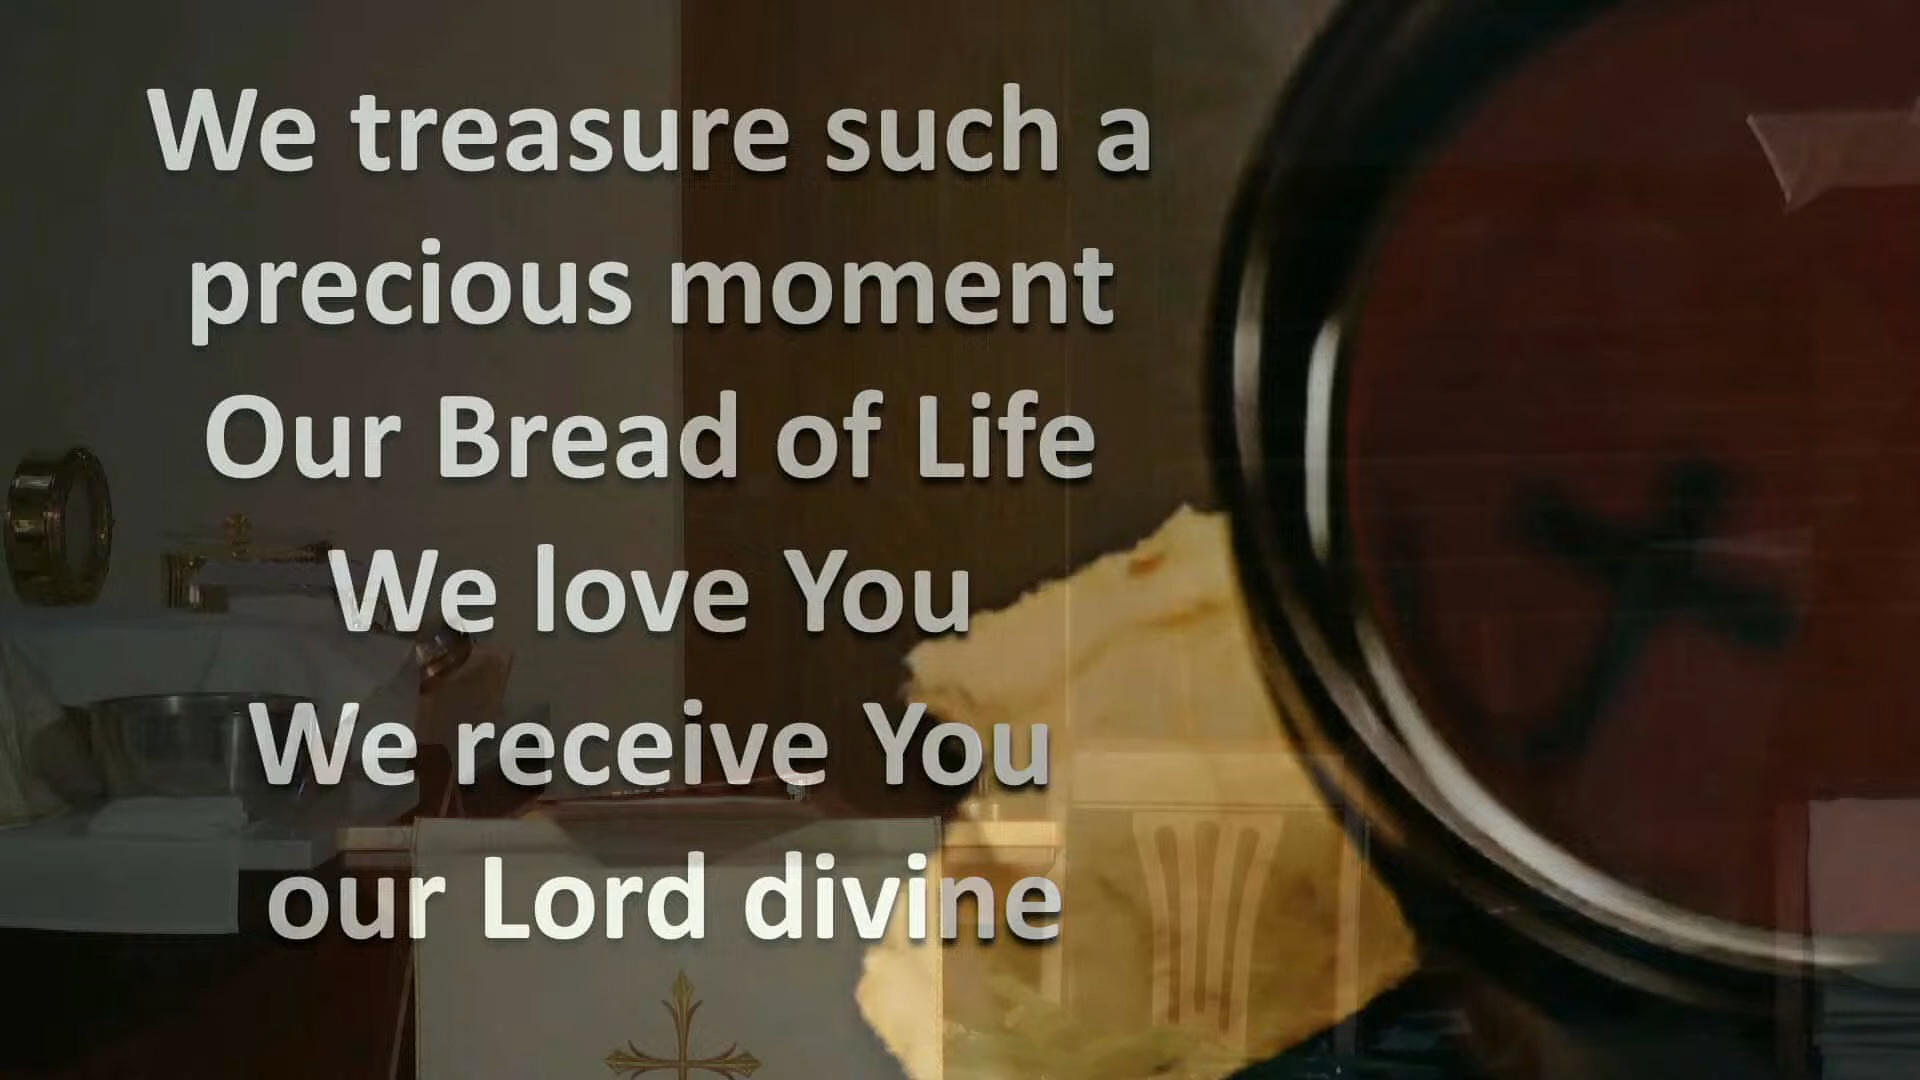 We treasure such a
precious moment
Our Bread of Life
We love You
We receive You
our Lord divine